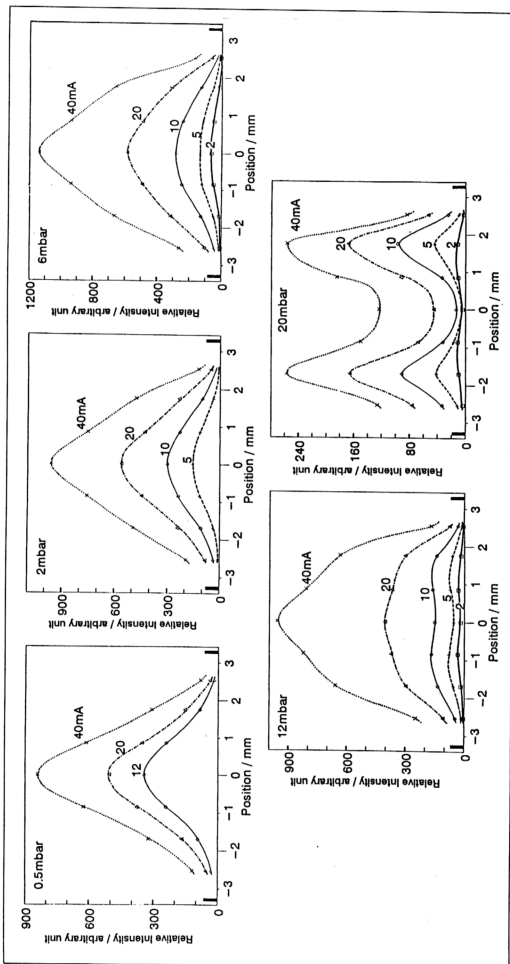 0.5mbar
900
600
300
0
Relative Intensity / arbitrary unit
40mA
20
12
−3 −2 −1 0 1 2 3
Position / mm
2mbar
900
600
300
0
Relative Intensity / arbitrary unit
40mA
20
10
5
−3 −2 −1 0 1 2 3
Position / mm
6mbar
1200
800
400
0
Relative Intensity / arbitrary unit
40mA
20
10
5
2
−3 −2 −1 0 1 2 3
Position / mm
12mbar
900
600
300
0
Relative Intensity / arbitrary unit
40mA
20
10
5
2
−3 −2 −1 0 1 2 3
Position / mm
20mbar
240
160
80
0
Relative Intensity / arbitrary unit
40mA
20
10
5
2
−3 −2 −1 0 1 2 3
Position / mm